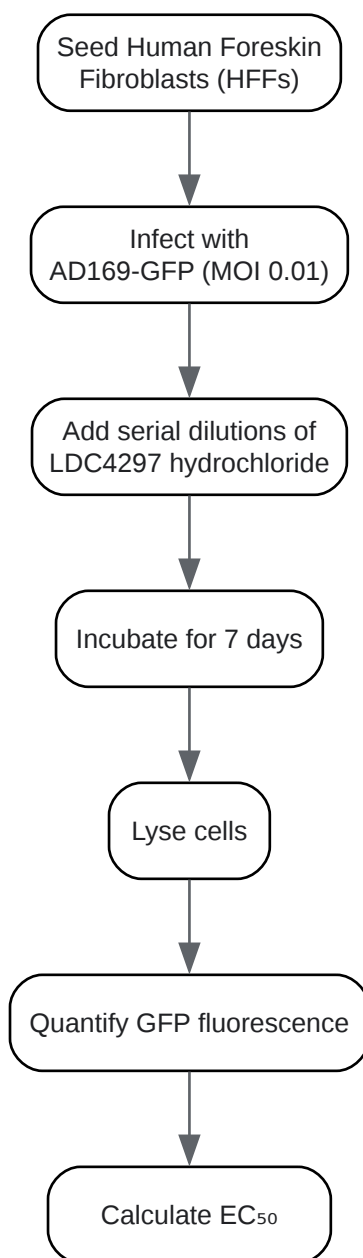 Seed Human Foreskin
Fibroblasts (HFFs)
Infect with
AD169-GFP (MOI 0.01)
Add serial dilutions of
LDC4297 hydrochloride
Incubate for 7 days
Lyse cells
Quantify GFP fluorescence
Calculate EC₅₀